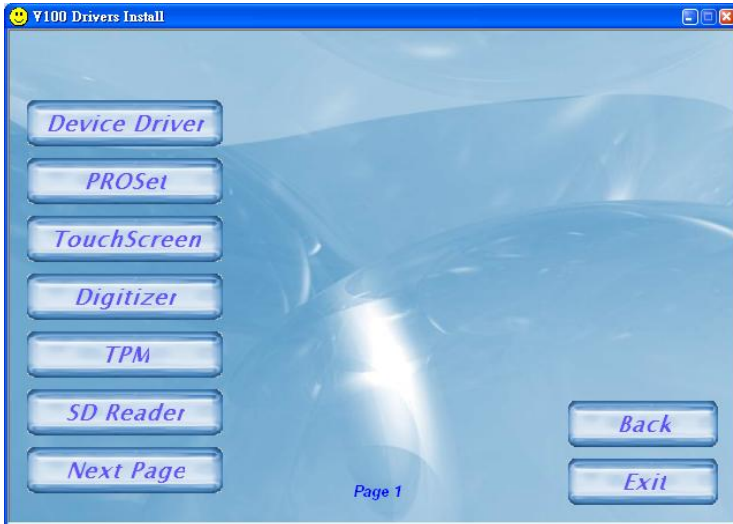 V100 Drivers Install
Device Driver
PROSet
TouchScreen
Digitizer
TPM
SD Reader
Next Page
Page 1
Back
Exit